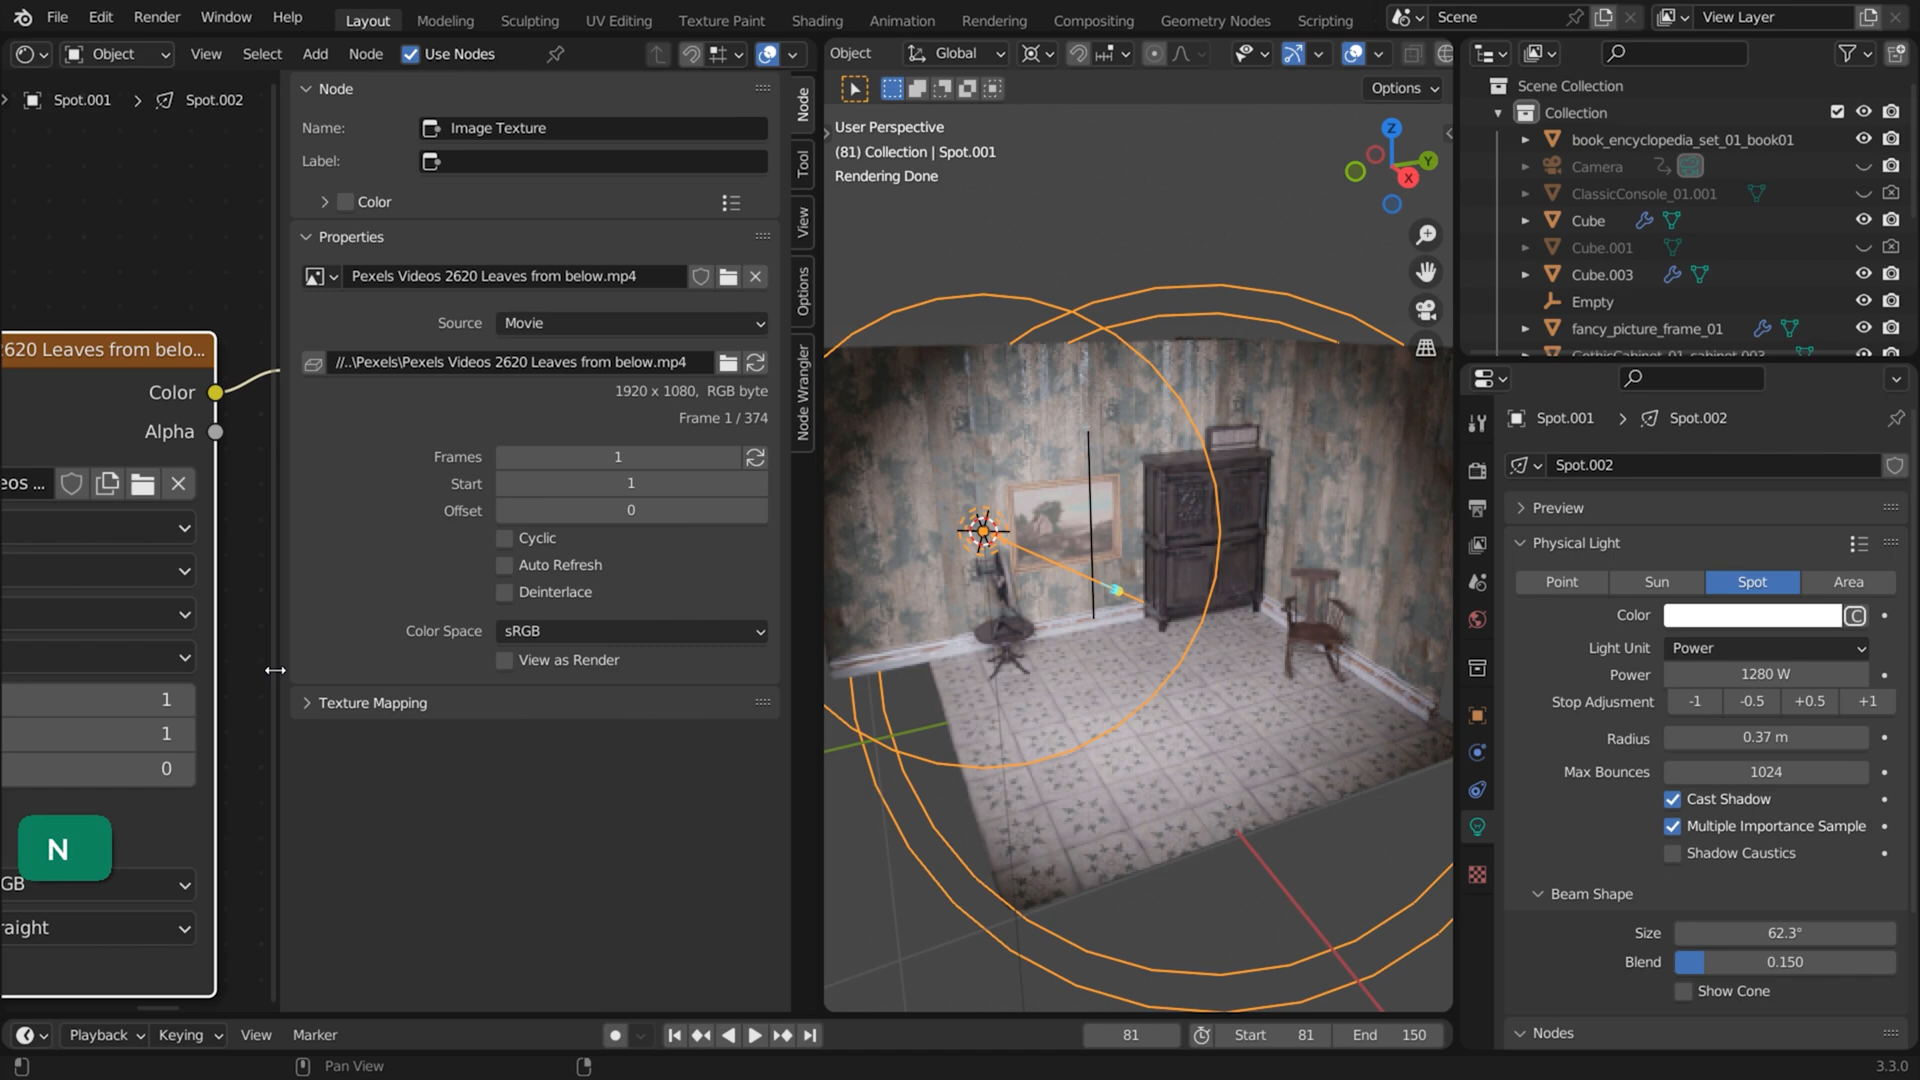 File Edit Render Window Help
Layout Modeling Sculpting UV Editing Texture Paint Shading Animation Rendering Compositing Geometry Nodes Scripting
Scene
View Layer
Object View Select Add Node Use Nodes
Object Global
Options
Spot.001 > Spot.002
Node
Name: Image Texture
Label:
Color
Properties
Pexels Videos 2620 Leaves from below.mp4
Source Movie
//..\Pexels\Pexels Videos 2620 Leaves from below.mp4
1920 x 1080, RGB byte
Frame 1 / 374
Frames 1
Start 1
Offset 0
Cyclic
Auto Refresh
Deinterlace
Color Space sRGB
View as Render
Texture Mapping
Node
Tool
View
Options
Node Wrangler
620 Leaves from belo...
Color
Alpha
eos ...
1
1
0
N
GB
raight
User Perspective
(81) Collection | Spot.001
Rendering Done
Z
Y
X
Scene Collection
Collection
book_encyclopedia_set_01_book01
Camera
ClassicConsole_01.001
Cube
Cube.001
Cube.003
Empty
fancy_picture_frame_01
GothicCabinet_01_cabinet.003
Spot.001 > Spot.002
Spot.002
Preview
Physical Light
Point Sun Spot Area
Color C
Light Unit Power
Power 1280 W
Stop Adjusment -1 -0.5 +0.5 +1
Radius 0.37 m
Max Bounces 1024
Cast Shadow
Multiple Importance Sample
Shadow Caustics
Beam Shape
Size 62.3°
Blend 0.150
Show Cone
Nodes
Playback Keying View Marker
81 Start 81 End 150
Pan View
3.3.0